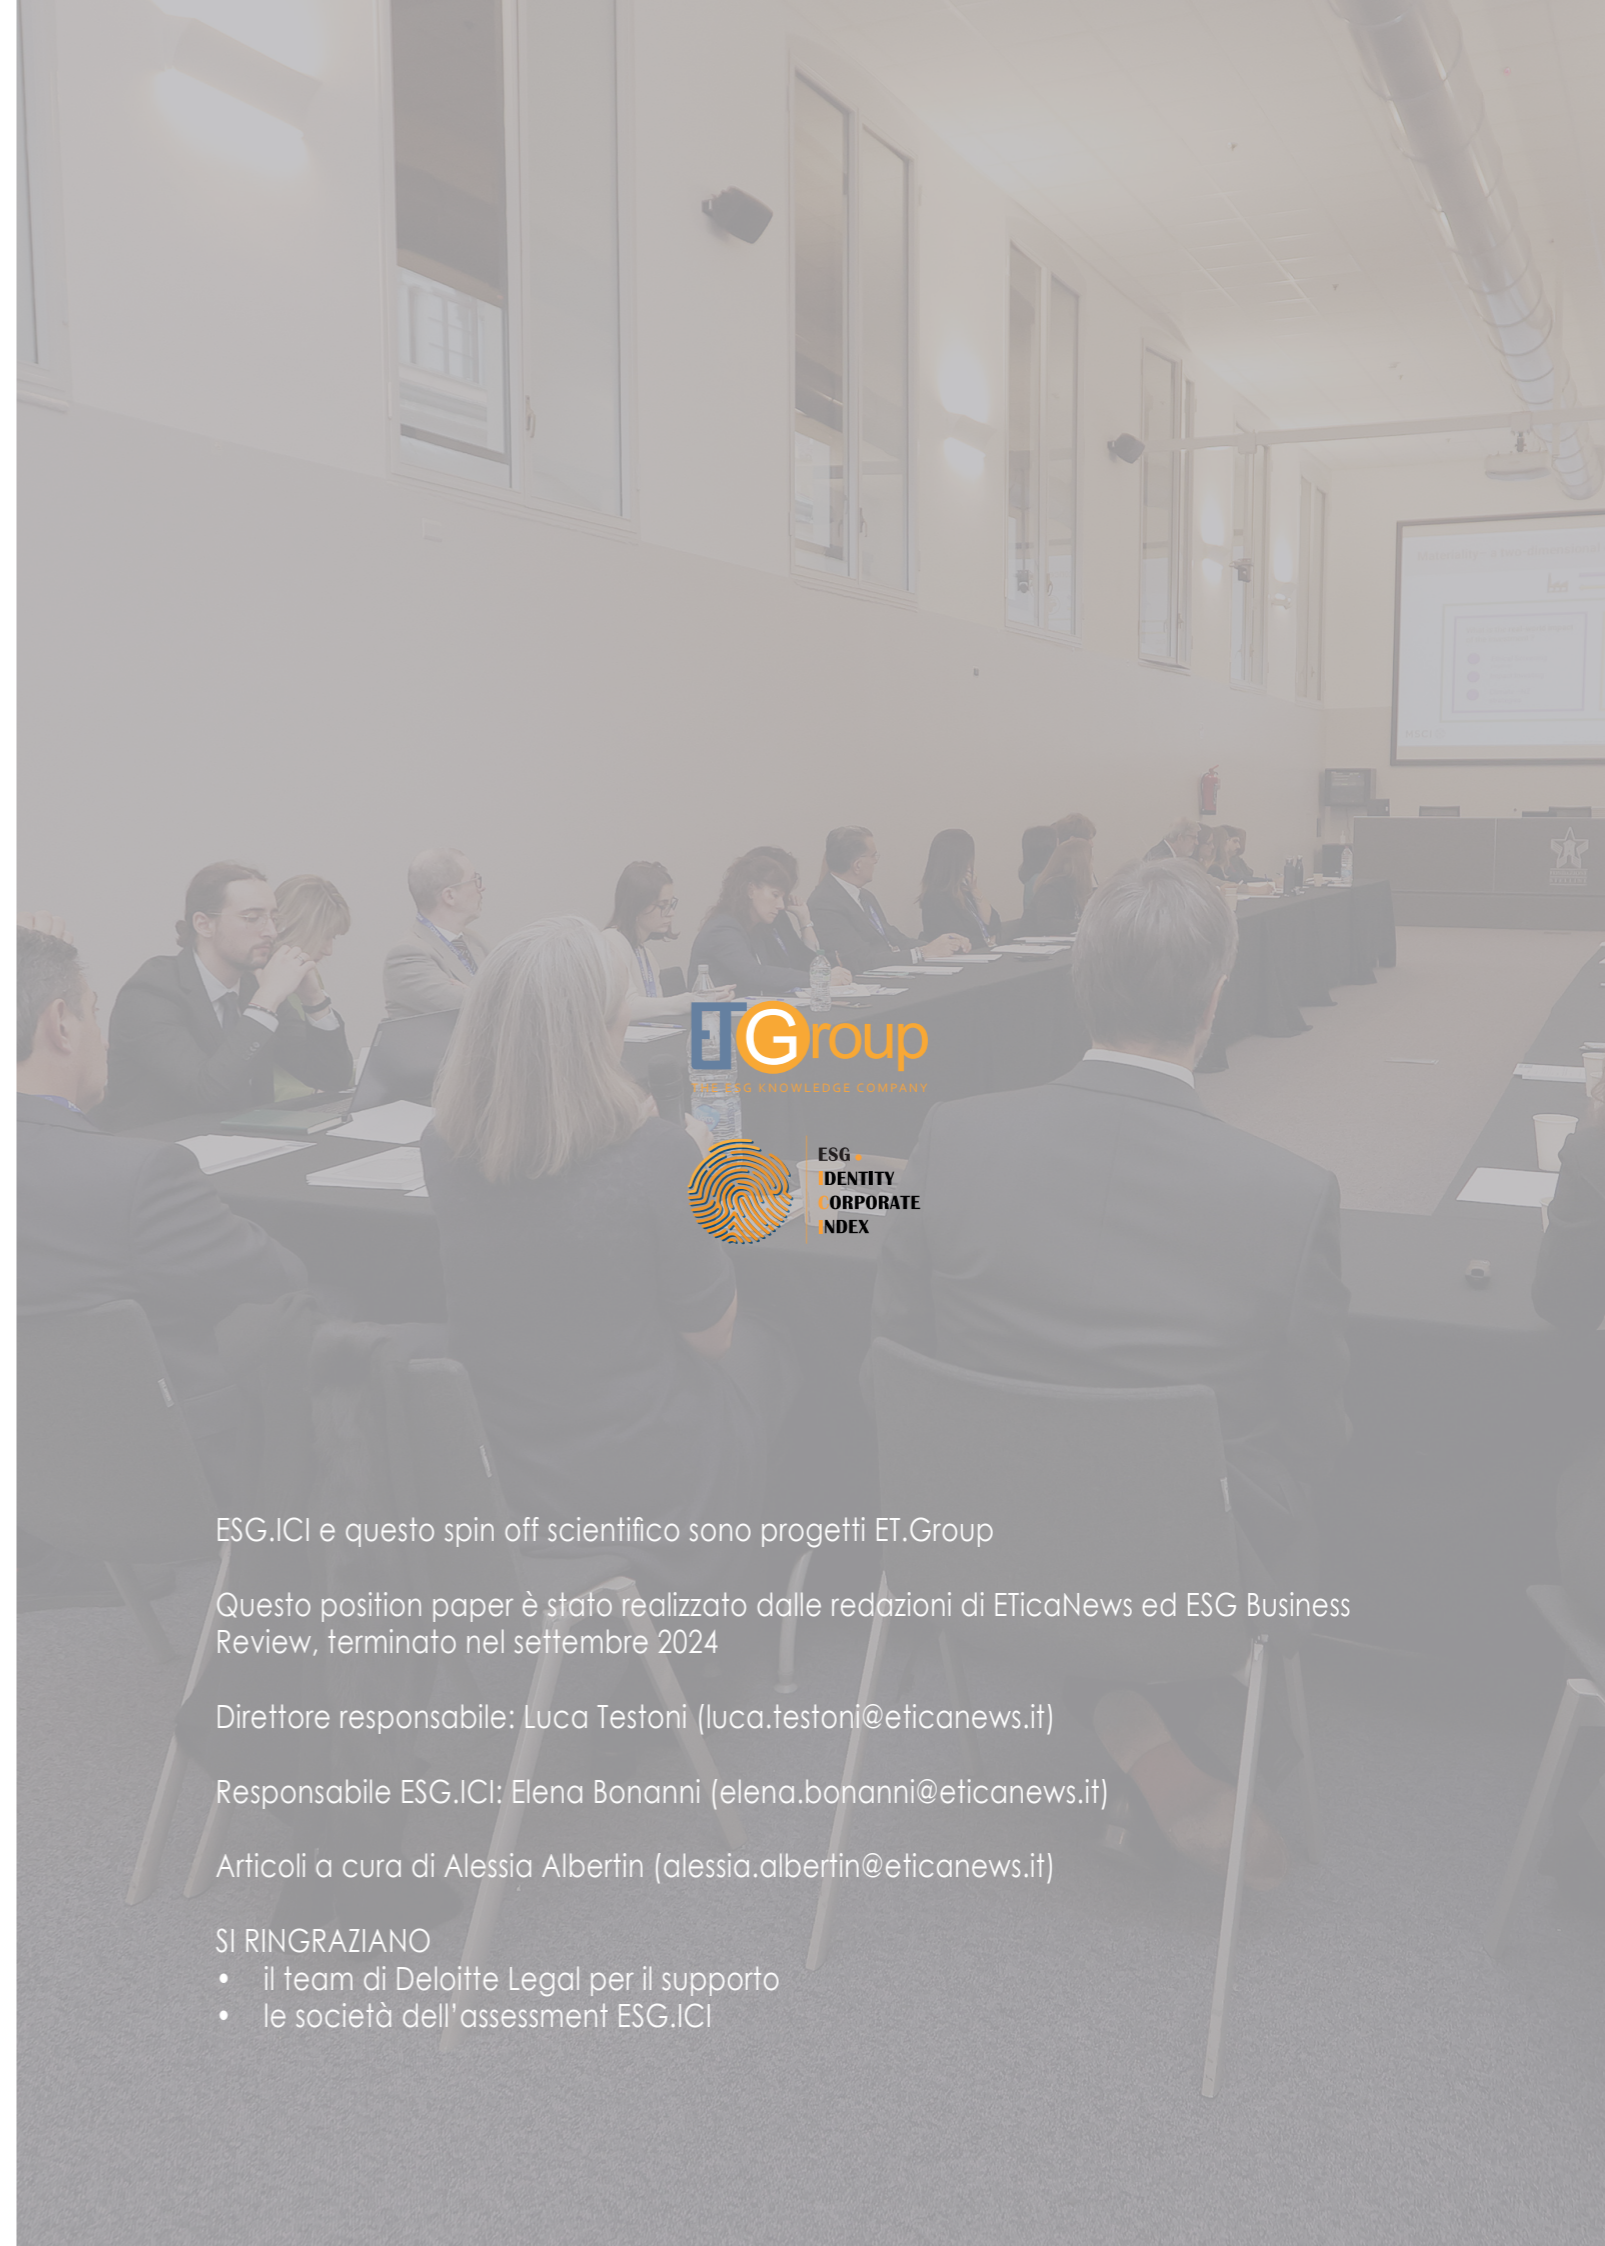 ETGroup
THE ESG KNOWLEDGE COMPANY
ESG.
IDENTITY
CORPORATE
INDEX
ESG.ICI e questo spin off scientifico sono progetti ET.Group
Questo position paper è stato realizzato dalle redazioni di ETicaNews ed ESG Business
Review, terminato nel settembre 2024
Direttore responsabile: Luca Testoni (luca.testoni@eticanews.it)
Responsabile ESG.ICI: Elena Bonanni (elena.bonanni@eticanews.it)
Articoli a cura di Alessia Albertin (alessia.albertin@eticanews.it)
SI RINGRAZIANO
• il team di Deloitte Legal per il supporto
• le società dell’assessment ESG.ICI